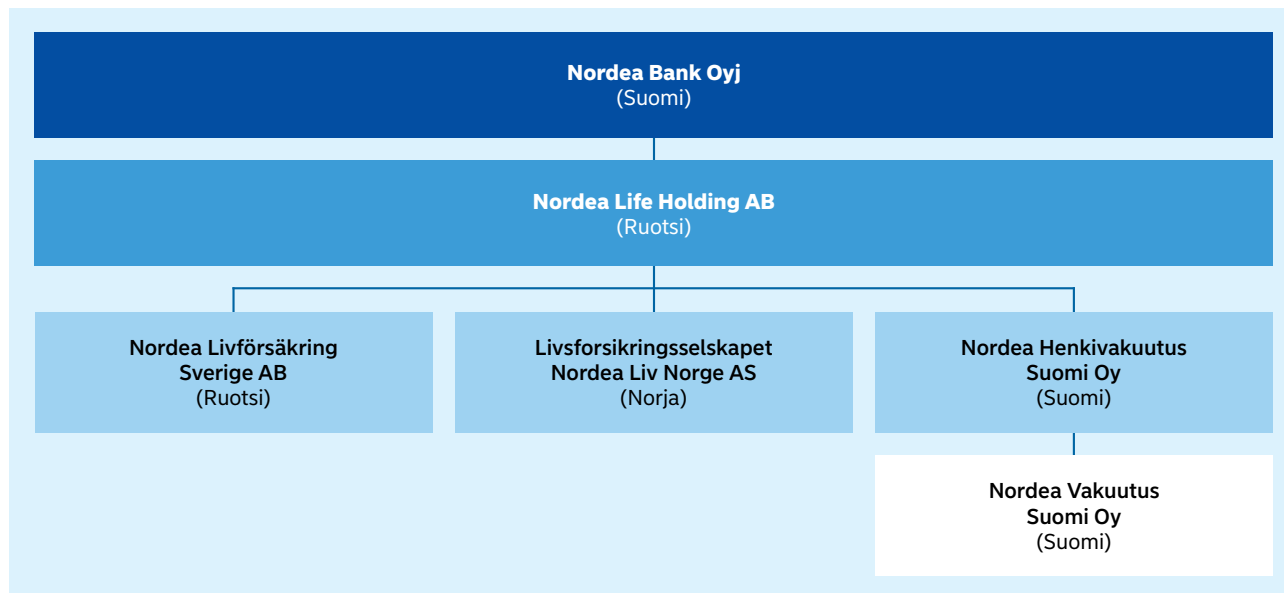 Nordea Bank Oyj
(Suomi)
Nordea Life Holding AB
(Ruotsi)
Nordea Livförsäkring
Sverige AB
(Ruotsi)
Livsforsikringsselskapet
Nordea Liv Norge AS
(Norja)
Nordea Henkivakuutus
Suomi Oy
(Suomi)
Nordea Vakuutus
Suomi Oy
(Suomi)